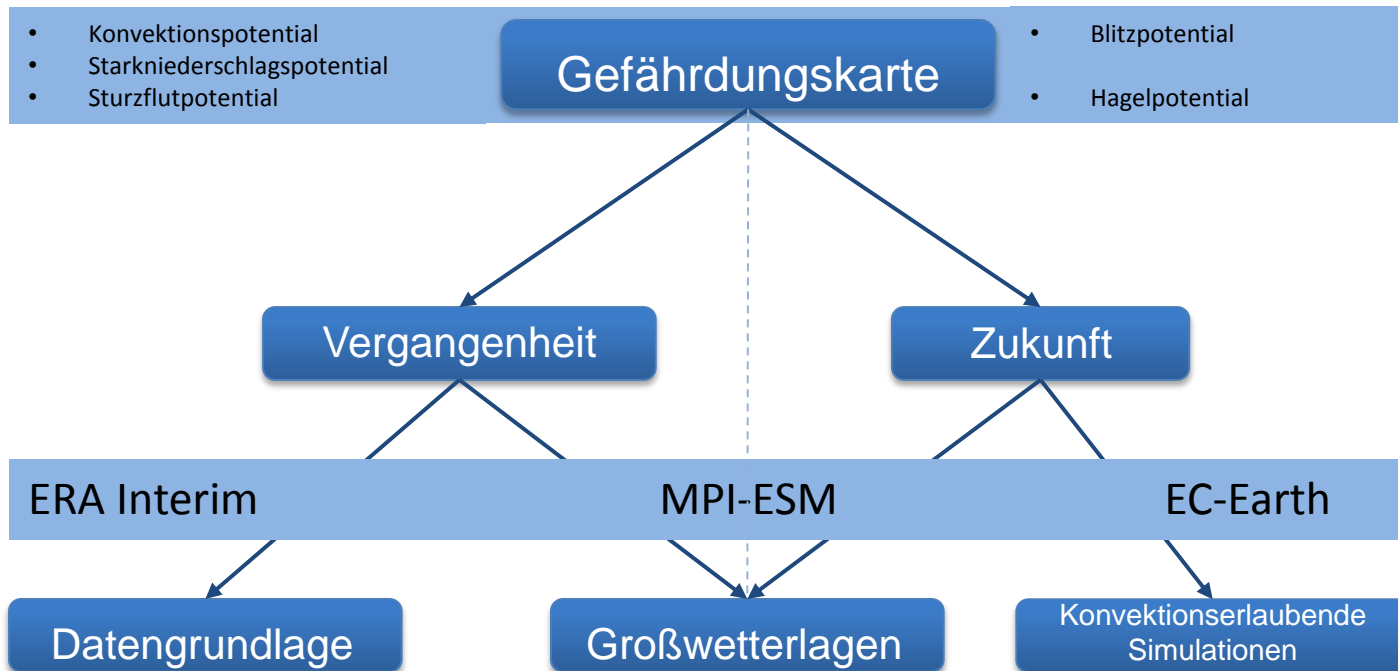 • Konvektionspotential
• Starkniederschlagspotential
• Sturzflutpotential
Gefährdungskarte
• Blitzpotential
• Hagelpotential
Vergangenheit
Zukunft
ERA Interim
MPI-ESM
EC-Earth
Datengrundlage
Großwetterlagen
Konvektionserlaubende
Simulationen